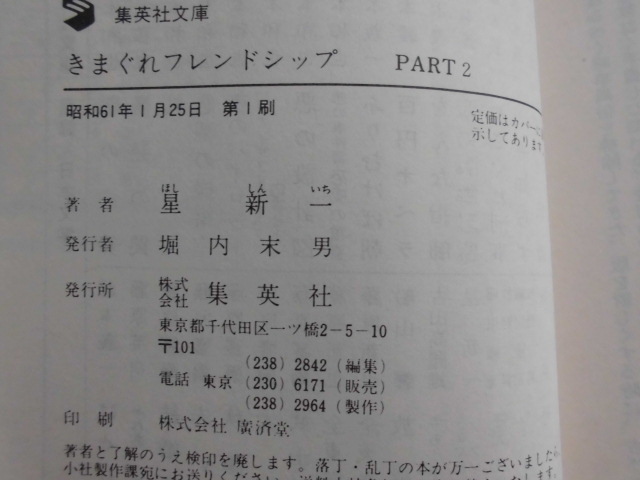 集英社文庫
きまぐれフレンドシップ PART 2
昭和61年1月25日 第1刷
定価はカバーに
示してあります
著者 星 新 一
ほし しん いち
発行者 堀内末男
発行所 株式会社 集英社
東京都千代田区一ツ橋2-5-10
〒101
(238) 2842 (編集)
電話 東京 (230) 6171 (販売)
(238) 2964 (製作)
印刷 株式会社 廣済堂
著者と了解のうえ検印を廃します。落丁・乱丁の本が万一ございましたら
小社製作課宛にお送りください。